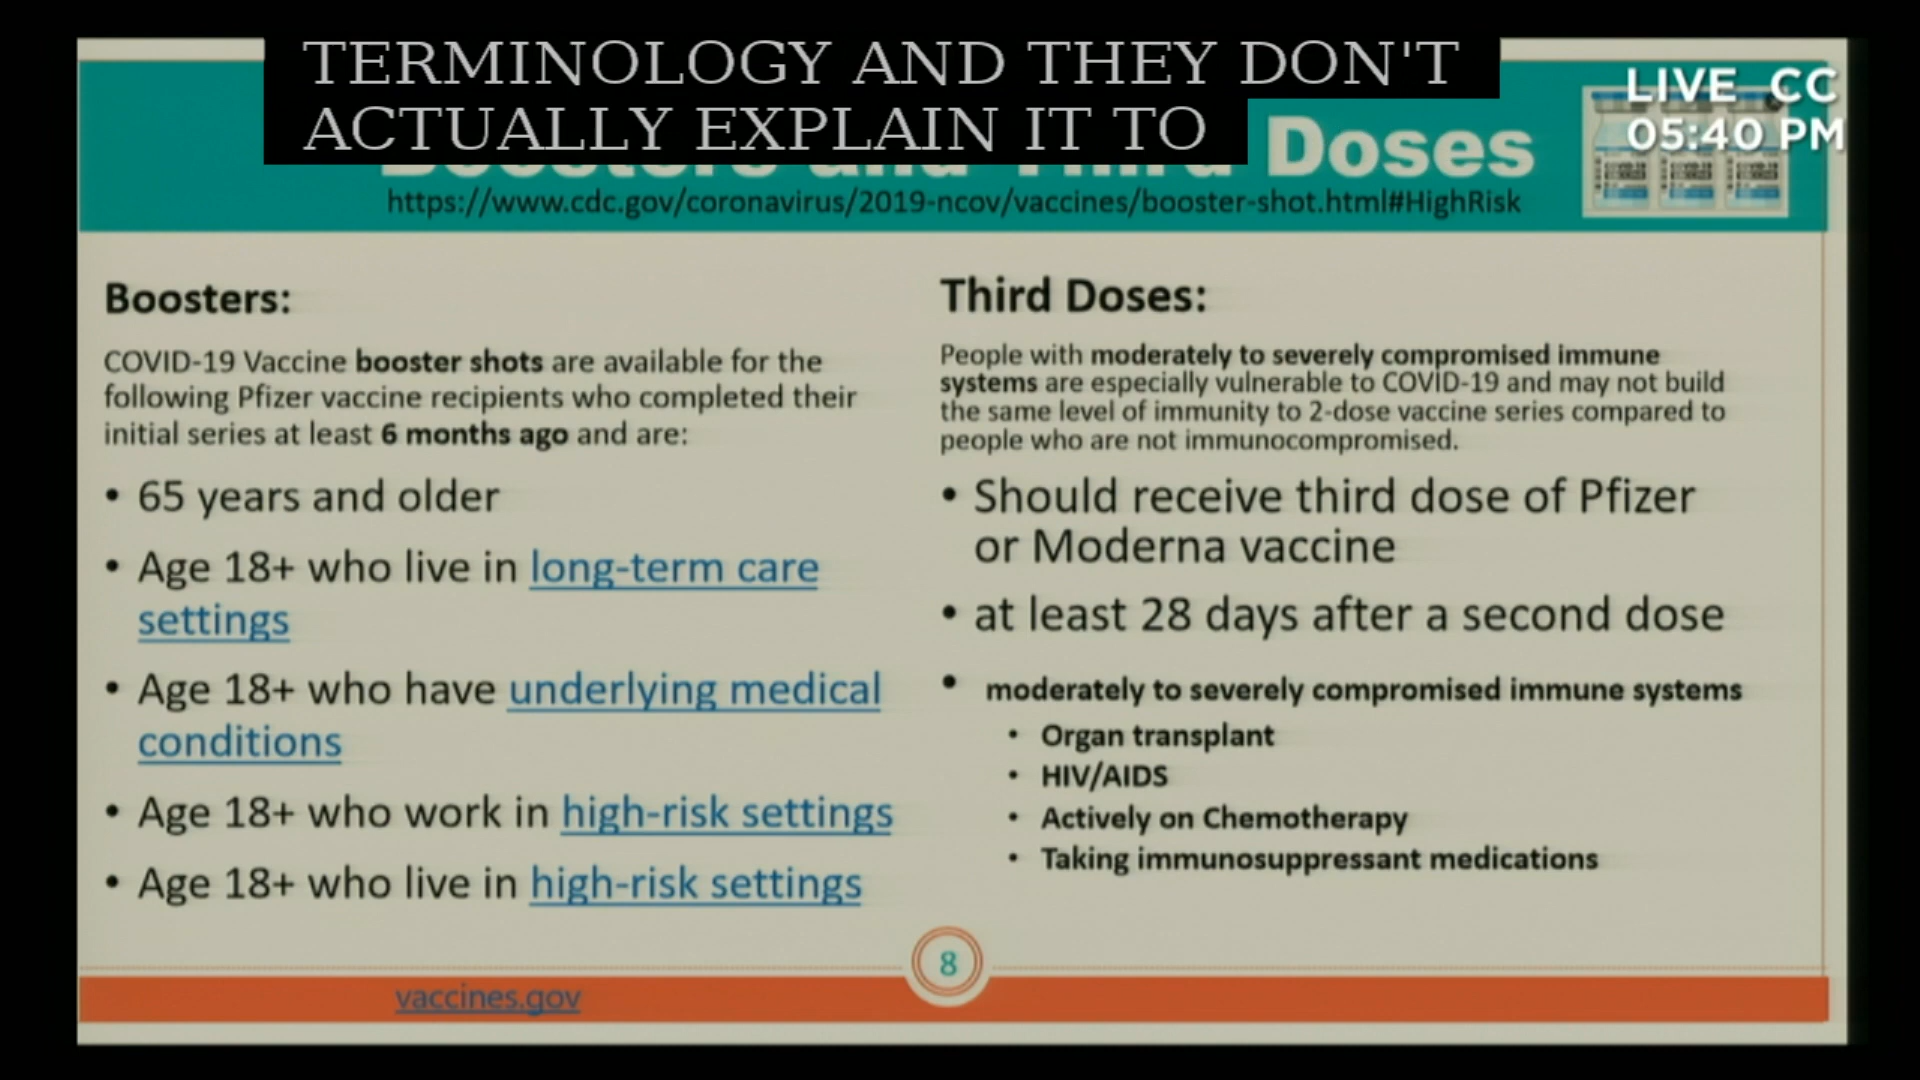 TERMINOLOGY AND THEY DON'T
ACTUALLY EXPLAIN IT TO
LIVE CC
05:40 PM
Boosters and Third Doses
https://www.cdc.gov/coronavirus/2019-ncov/vaccines/booster-shot.html#HighRisk
Boosters:
COVID-19 Vaccine booster shots are available for the
following Pfizer vaccine recipients who completed their
initial series at least 6 months ago and are:
• 65 years and older
• Age 18+ who live in long-term care
settings
• Age 18+ who have underlying medical
conditions
• Age 18+ who work in high-risk settings
• Age 18+ who live in high-risk settings
Third Doses:
People with moderately to severely compromised immune
systems are especially vulnerable to COVID-19 and may not build
the same level of immunity to 2-dose vaccine series compared to
people who are not immunocompromised.
• Should receive third dose of Pfizer
or Moderna vaccine
• at least 28 days after a second dose
• moderately to severely compromised immune systems
• Organ transplant
• HIV/AIDS
• Actively on Chemotherapy
• Taking immunosuppressant medications
8
vaccines.gov